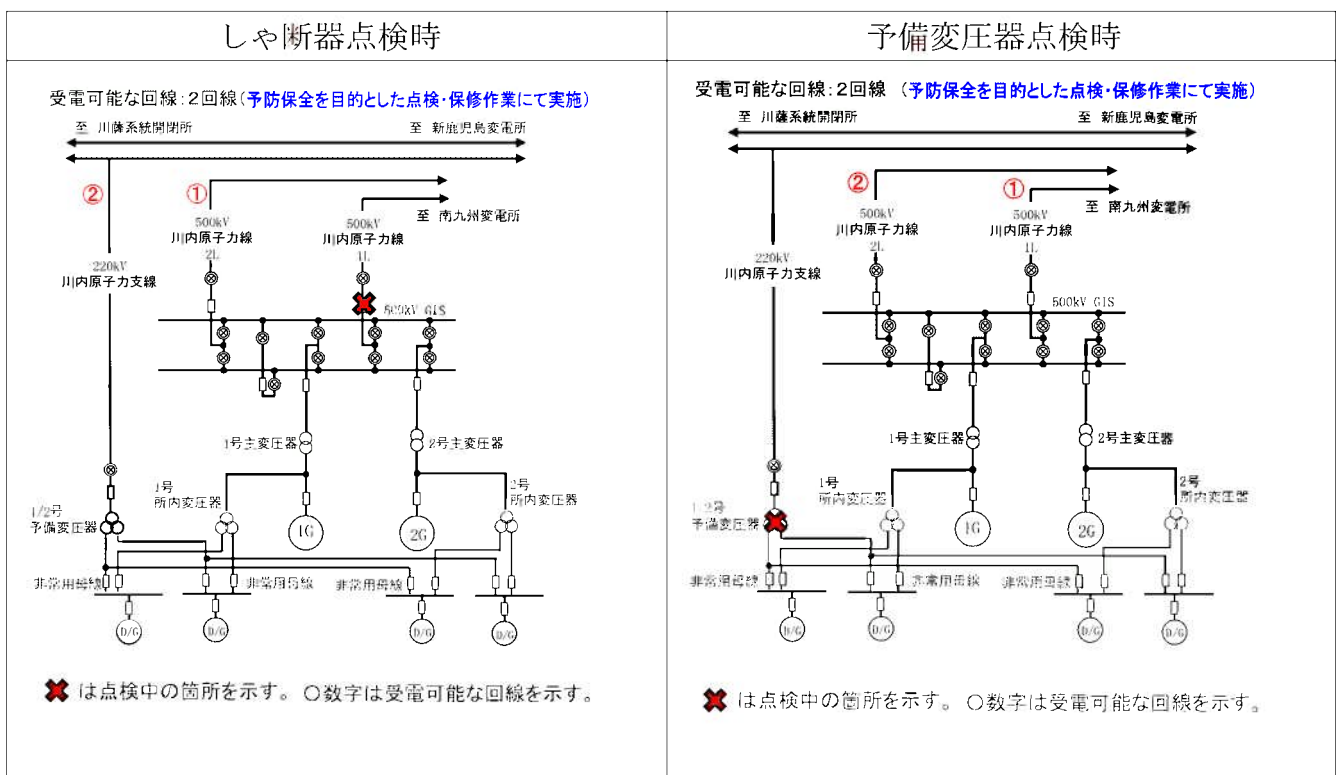 しゃ断器点検時
受電可能な回線:2回線(予防保全を目的とした点検・保修作業にて実施)
至 川薩系統開閉所
至 新鹿児島変電所
②
①
至 南九州変電所
500kV
川内原子力線
2L
500kV
川内原子力線
1L
220kV
川内原子力支線
500kV GIS
1号主変圧器
2号主変圧器
1号
所内変圧器
2号
所内変圧器
1/2号
予備変圧器
1G
2G
非常用母線
非常用母線
非常用母線
D/G
D/G
D/G
D/G
✖ は点検中の箇所を示す。○数字は受電可能な回線を示す。
予備変圧器点検時
受電可能な回線:2回線 (予防保全を目的とした点検・保修作業にて実施)
至 川薩系統開閉所
至 新鹿児島変電所
②
①
至 南九州変電所
500kV
川内原子力線
2L
500kV
川内原子力線
1L
220kV
川内原子力支線
500kV GIS
1号主変圧器
2号主変圧器
1号
所内変圧器
2号
所内変圧器
1/2号
予備変圧器
1G
2G
非常用母線
非常用母線
非常用母線
D/G
D/G
D/G
D/G
✖ は点検中の箇所を示す。○数字は受電可能な回線を示す。